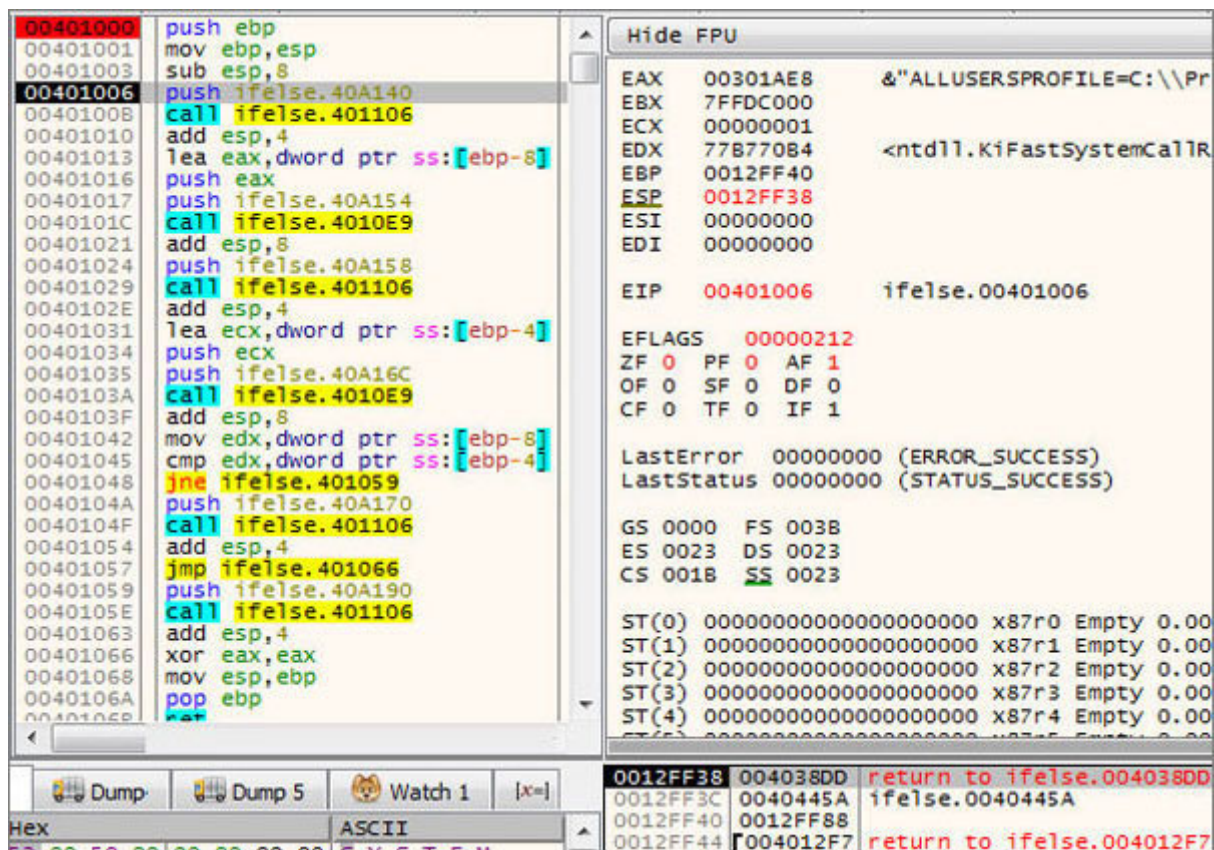 00401000 push ebp
00401001 mov ebp,esp
00401003 sub esp,8
00401006 push ifelse.40A140
0040100B call ifelse.401106
00401010 add esp,4
00401013 lea eax,dword ptr ss:[ebp-8]
00401016 push eax
00401017 push ifelse.40A154
0040101C call ifelse.4010E9
00401021 add esp,8
00401024 push ifelse.40A158
00401029 call ifelse.401106
0040102E add esp,4
00401031 lea ecx,dword ptr ss:[ebp-4]
00401034 push ecx
00401035 push ifelse.40A16C
0040103A call ifelse.4010E9
0040103F add esp,8
00401042 mov edx,dword ptr ss:[ebp-8]
00401045 cmp edx,dword ptr ss:[ebp-4]
00401048 jne ifelse.401059
0040104A push ifelse.40A170
0040104F call ifelse.401106
00401054 add esp,4
00401057 jmp ifelse.401066
00401059 push ifelse.40A190
0040105E call ifelse.401106
00401063 add esp,4
00401066 xor eax,eax
00401068 mov esp,ebp
0040106A pop ebp
0040106B ret
Hide FPU
EAX 00301AE8 &"ALLUSERSPROFILE=C:\\Pr
EBX 7FFDC000
ECX 00000001
EDX 77B770B4 <ntdll.KiFastSystemCallR
EBP 0012FF40
ESP 0012FF38
ESI 00000000
EDI 00000000
EIP 00401006 ifelse.00401006
EFLAGS 00000212
ZF 0 PF 0 AF 1
OF 0 SF 0 DF 0
CF 0 TF 0 IF 1
LastError 00000000 (ERROR_SUCCESS)
LastStatus 00000000 (STATUS_SUCCESS)
GS 0000 FS 003B
ES 0023 DS 0023
CS 001B SS 0023
ST(0) 00000000000000000000 x87r0 Empty 0.00
ST(1) 00000000000000000000 x87r1 Empty 0.00
ST(2) 00000000000000000000 x87r2 Empty 0.00
ST(3) 00000000000000000000 x87r3 Empty 0.00
ST(4) 00000000000000000000 x87r4 Empty 0.00
Dump Dump 5 Watch 1 [x=]
Hex ASCII
0012FF38 004038DD return to ifelse.004038DD
0012FF3C 0040445A ifelse.0040445A
0012FF40 0012FF88
0012FF44 004012F7 return to ifelse.004012F7